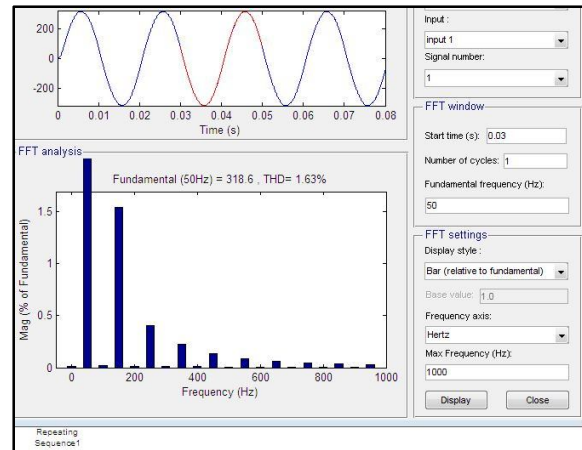 200
0
-200
0 0.01 0.02 0.03 0.04 0.05 0.06 0.07 0.08
Time (s)
FFT analysis
Fundamental (50Hz) = 318.6 , THD= 1.63%
1.5
1
0.5
0
Mag (% of Fundamental)
0 200 400 600 800 1000
Frequency (Hz)
Input :
input 1
Signal number:
1
FFT window
Start time (s): 0.03
Number of cycles: 1
Fundamental frequency (Hz):
50
FFT settings
Display style :
Bar (relative to fundamental)
Base value: 1.0
Frequency axis:
Hertz
Max Frequency (Hz):
1000
Display Close
Repeating
Sequence1